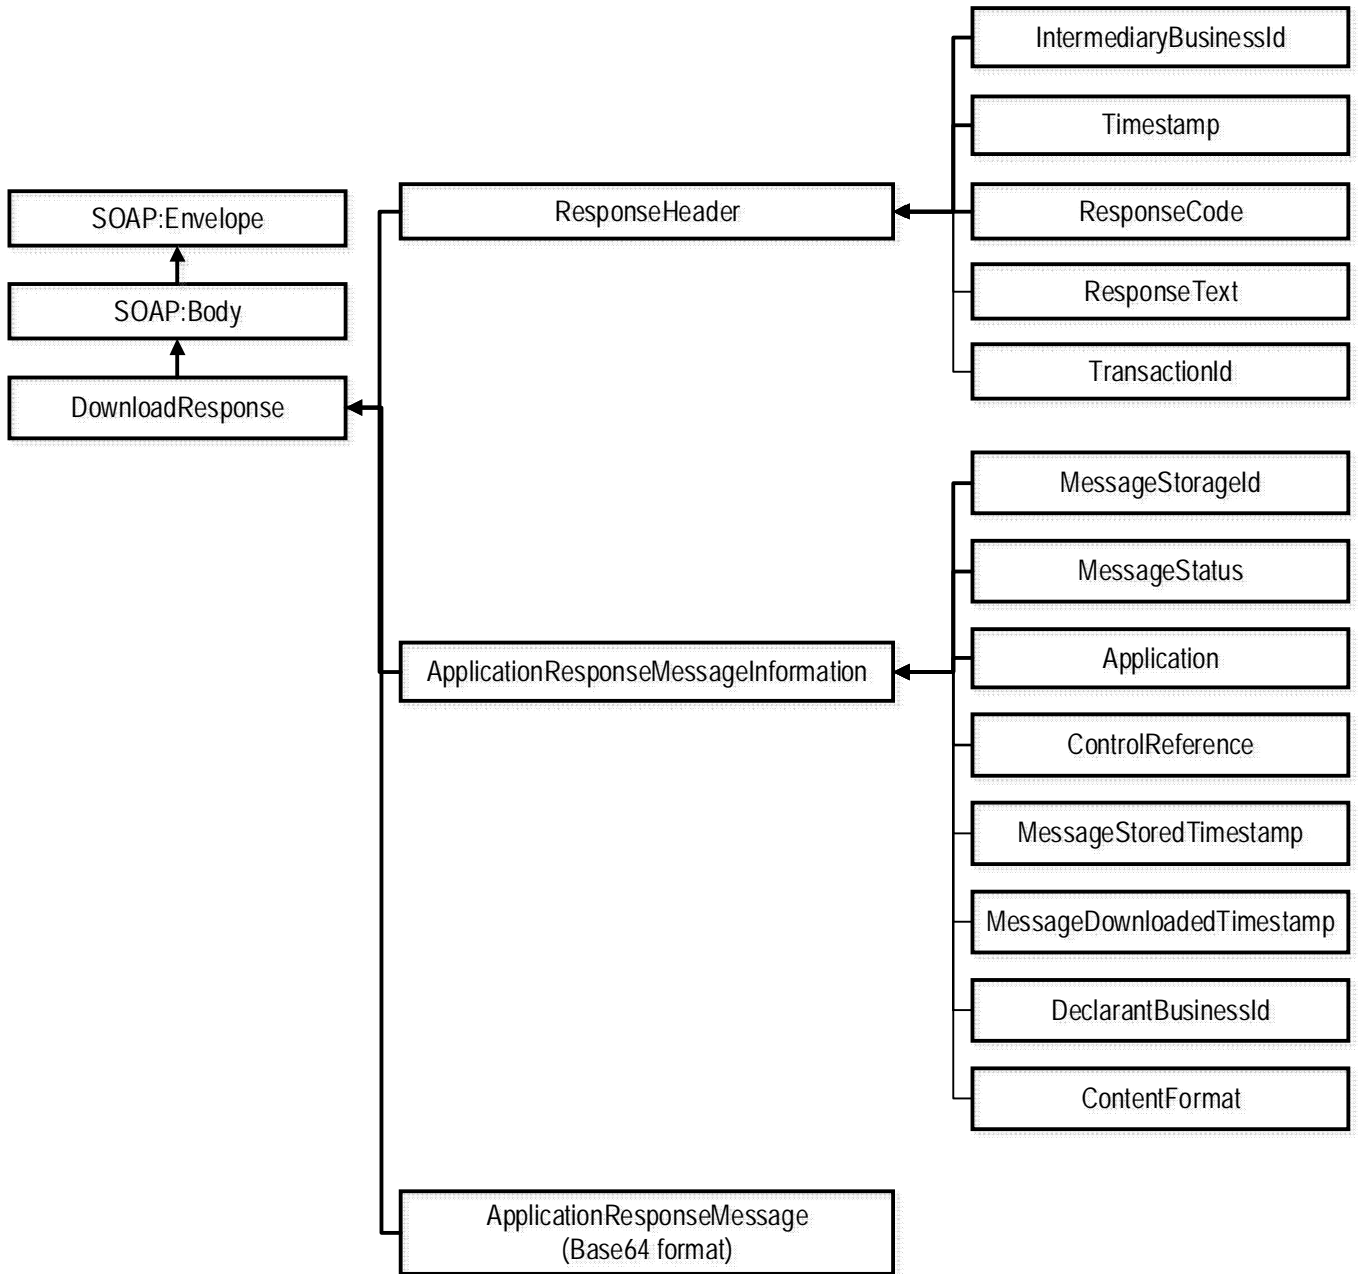 SOAP:Envelope
SOAP:Body
DownloadResponse
ResponseHeader
IntermediaryBusinessId
Timestamp
ResponseCode
ResponseText
TransactionId
ApplicationResponseMessageInformation
MessageStorageId
MessageStatus
Application
ControlReference
MessageStoredTimestamp
MessageDownloadedTimestamp
DeclarantBusinessId
ContentFormat
ApplicationResponseMessage
(Base64 format)